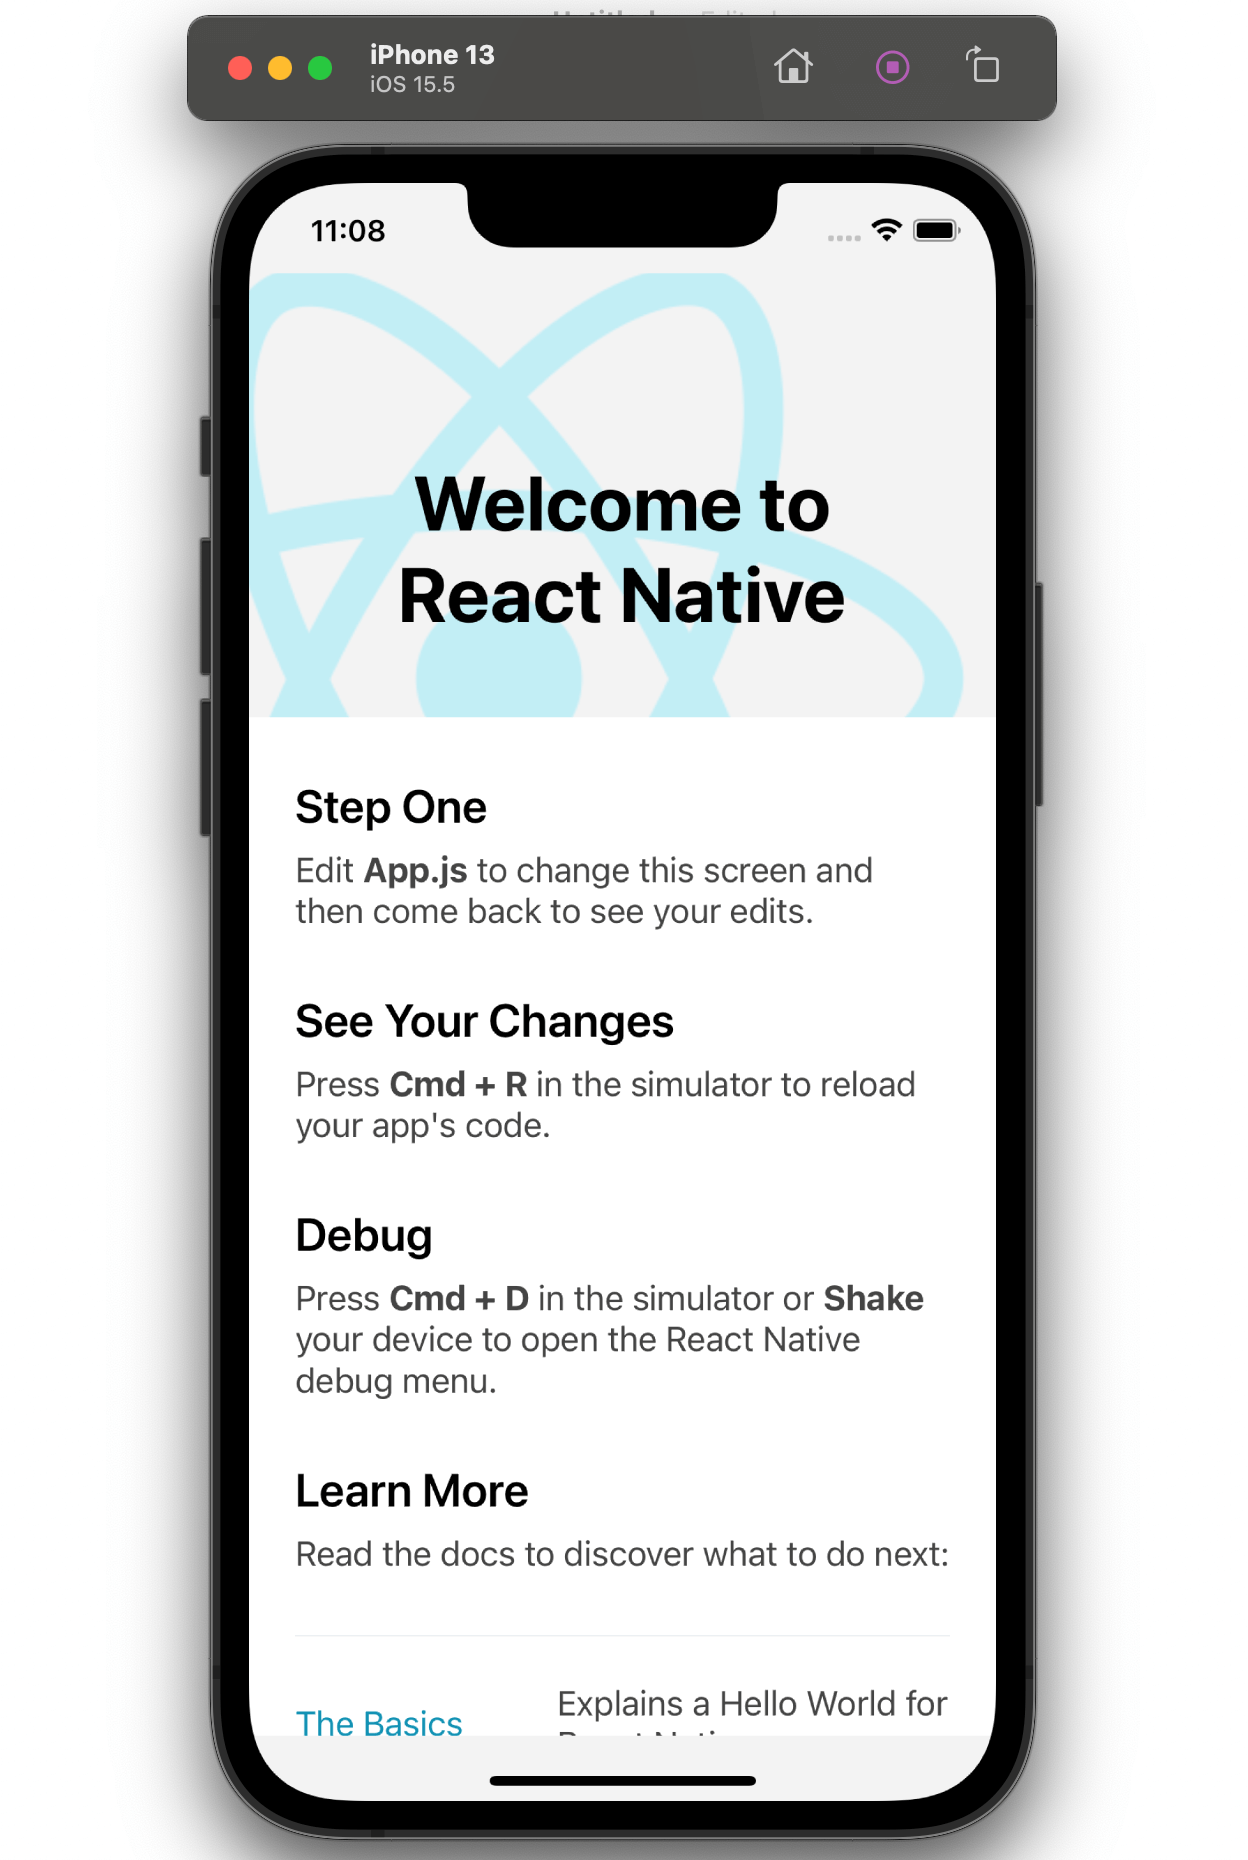 iPhone 13
iOS 15.5
11:08
Welcome to
React Native
Step One
Edit App.js to change this screen and
then come back to see your edits.
See Your Changes
Press Cmd + R in the simulator to reload
your app's code.
Debug
Press Cmd + D in the simulator or Shake
your device to open the React Native
debug menu.
Learn More
Read the docs to discover what to do next:
The Basics
Explains a Hello World for